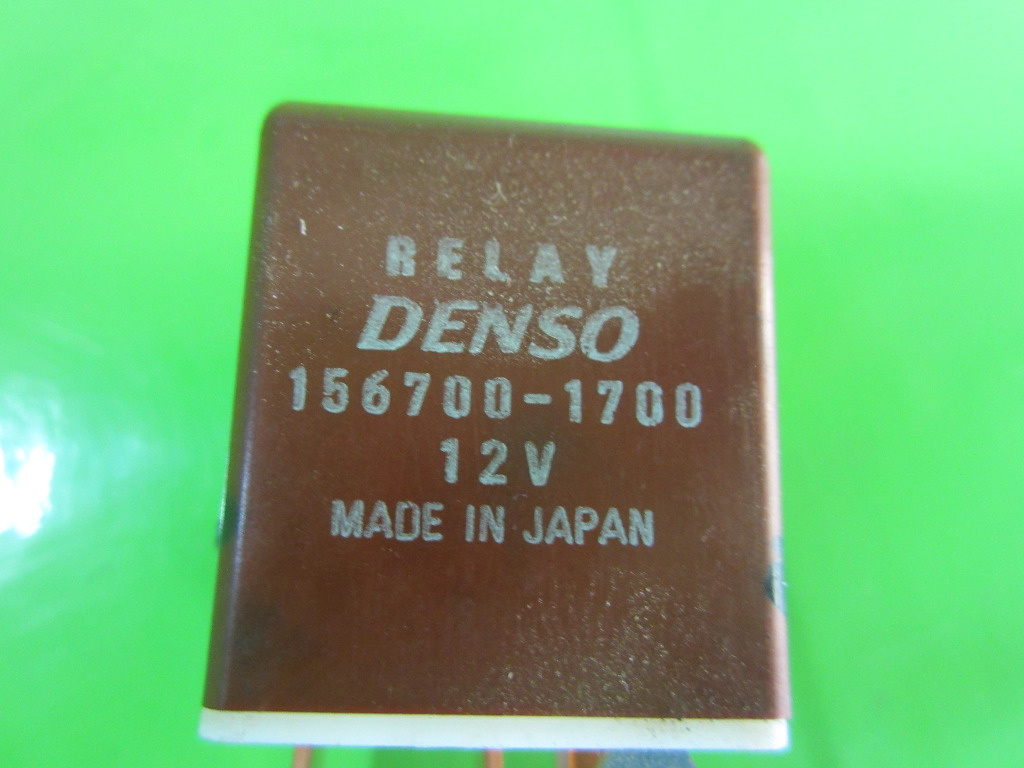 RELAY
DENSO
156700-1700
12V
MADE IN JAPAN